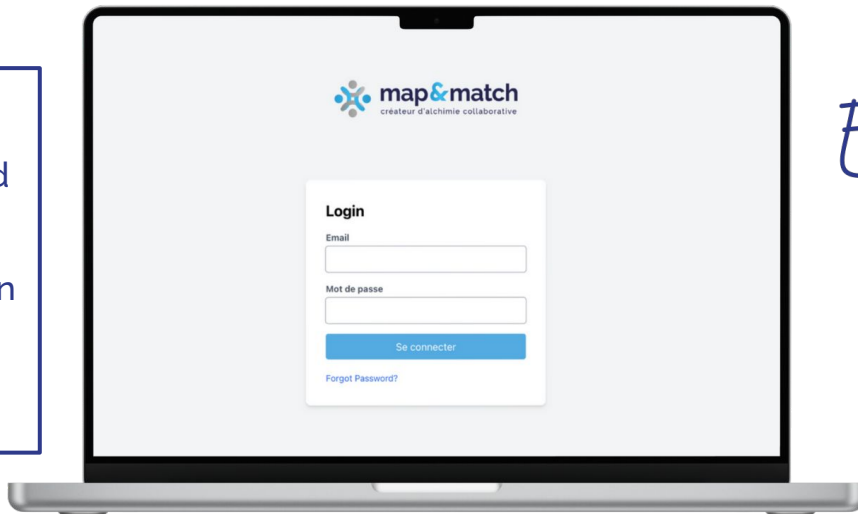 map&match
créateur d'alchimie collaborative
Login
Email
Mot de passe
Se connecter
Forgot Password?